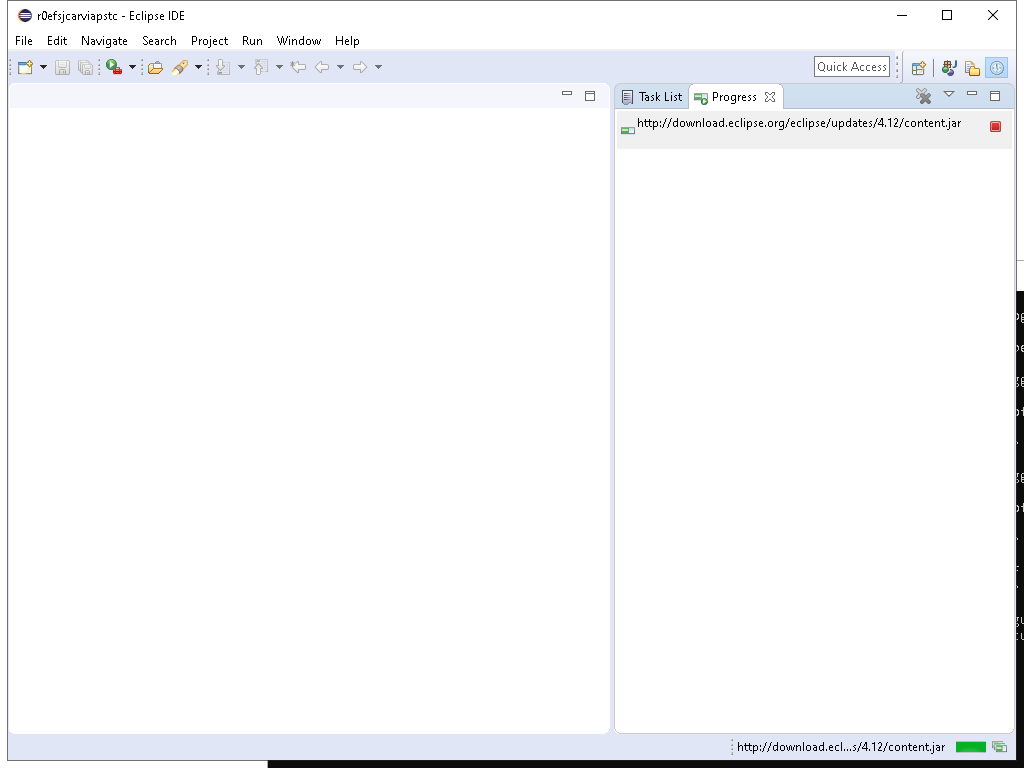 r0efsjcarviapstc - Eclipse IDE
File Edit Navigate Search Project Run Window Help
Quick Access
Task List Progress
http://download.eclipse.org/eclipse/updates/4.12/content.jar
http://download.ecl...s/4.12/content.jar